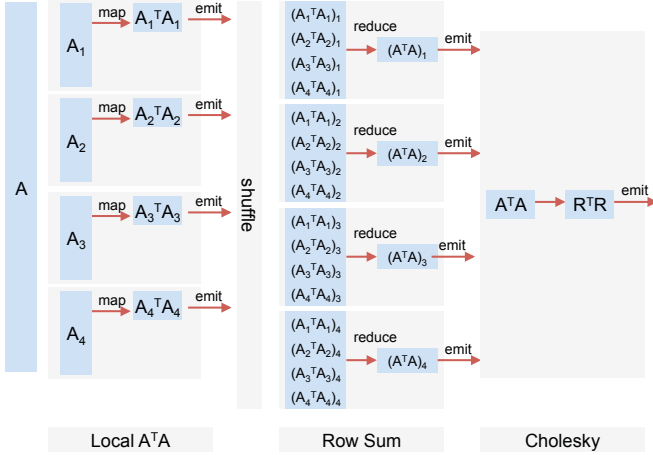 A
A₁
map
A₁ᵀA₁
emit
A₂
map
A₂ᵀA₂
emit
A₃
map
A₃ᵀA₃
emit
A₄
map
A₄ᵀA₄
emit
shuffle
(A₁ᵀA₁)₁
(A₂ᵀA₂)₁
(A₃ᵀA₃)₁
(A₄ᵀA₄)₁
reduce
(AᵀA)₁
emit
(A₁ᵀA₁)₂
(A₂ᵀA₂)₂
(A₃ᵀA₃)₂
(A₄ᵀA₄)₂
reduce
(AᵀA)₂
emit
(A₁ᵀA₁)₃
(A₂ᵀA₂)₃
(A₃ᵀA₃)₃
(A₄ᵀA₄)₃
reduce
(AᵀA)₃
emit
(A₁ᵀA₁)₄
(A₂ᵀA₂)₄
(A₃ᵀA₃)₄
(A₄ᵀA₄)₄
reduce
(AᵀA)₄
emit
AᵀA
RᵀR
emit
Local AᵀA
Row Sum
Cholesky